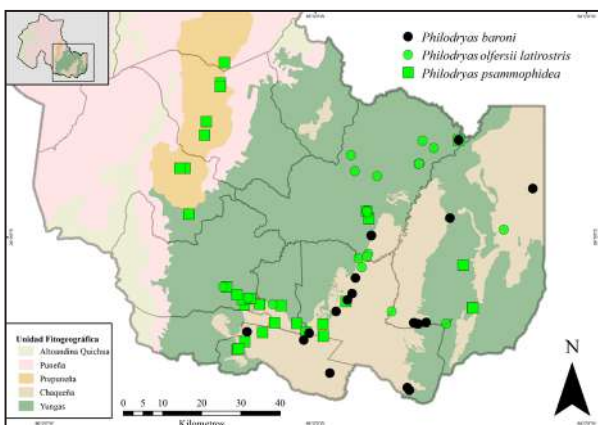 Philodryas baroni
Philodryas olfersii latirostris
Philodryas psammophidea
Unidad Fitogeográfica
Altoandina Quichua
Puneña
Prepuneña
Chaqueña
Yungas
N
0 5 10 20 30 40
Kilometros